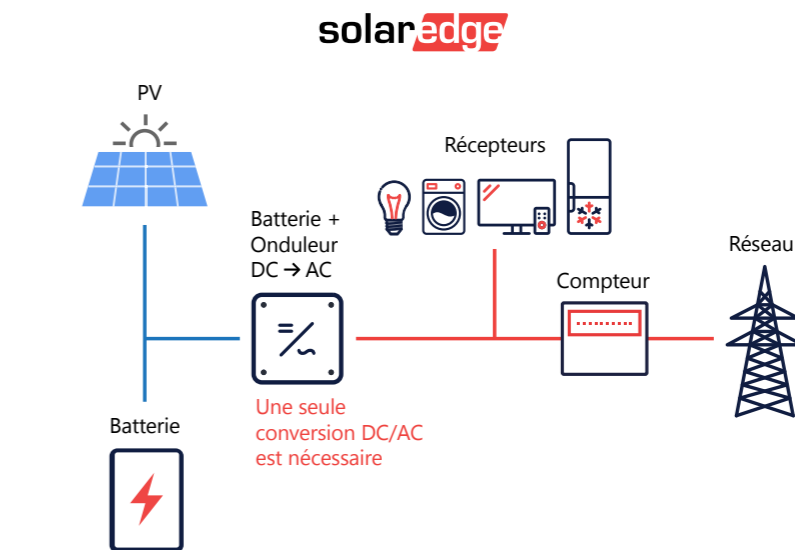 solaredge
PV
Récepteurs
Batterie +
Onduleur
DC → AC
Réseau
Compteur
Une seule
conversion DC/AC
est nécessaire
Batterie